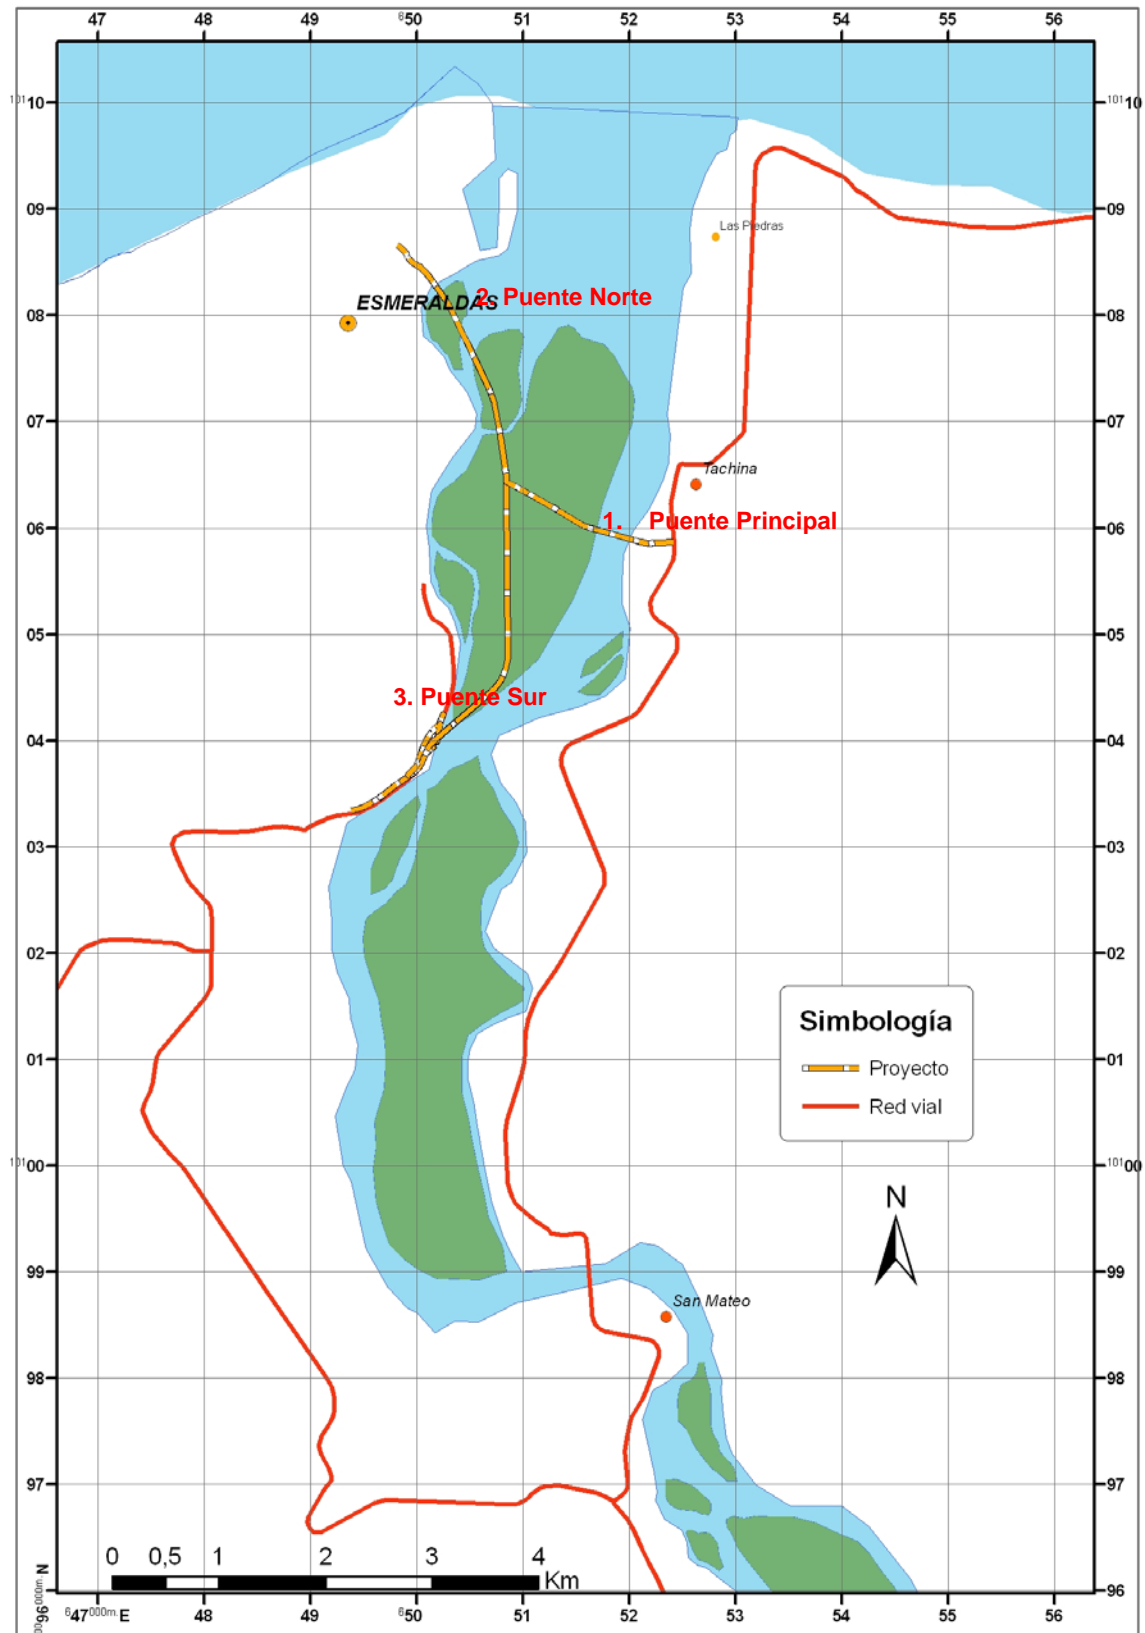 47 48 49 ⁶50 51 52 53 54 55 56
¹⁰¹10 ¹⁰¹10
09 09
Las Piedras
2. Puente Norte
ESMERALDAS
08 08
07 07
Tachina
1. Puente Principal
06 06
05 05
3. Puente Sur
04 04
03 03
02 02
Simbología
01 01
Proyecto
Red vial
¹⁰¹00 ¹⁰¹00
N
99 99
San Mateo
98 98
97 97
0 0,5 1 2 3 4
Km
96⁰⁰⁰ᵐ· N 96
⁶47⁰⁰⁰ᵐ· E 48 49 ⁶50 51 52 53 54 55 56